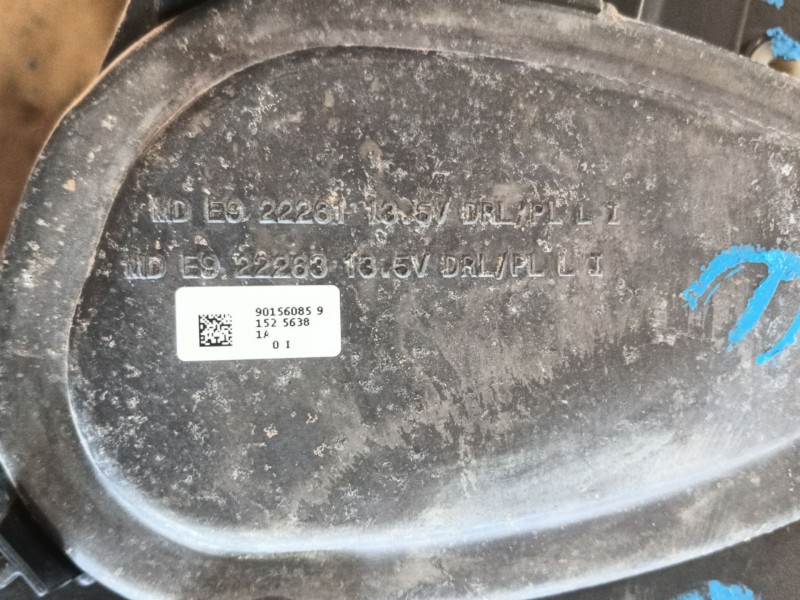 MD E9 22261 13.5V DRL/PL L I
MD E9 22263 13.5V DRL/PL L I
90156085 9
152 5638
1A
0 I